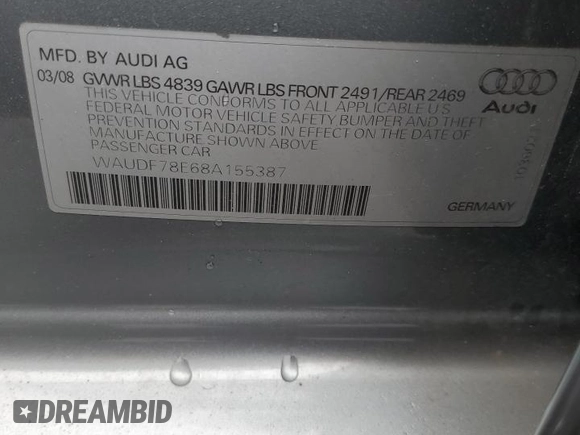 MFD. BY AUDI AG
03/08 GVWR LBS 4839 GAWR LBS FRONT 2491/REAR 2469
THIS VEHICLE CONFORMS TO ALL APPLICABLE U.S.
FEDERAL MOTOR VEHICLE SAFETY BUMPER AND THEFT
PREVENTION STANDARDS IN EFFECT ON THE DATE OF
MANUFACTURE SHOWN ABOVE.
PASSENGER CAR
WAUDF78E68A155387
Audi
GERMANY
DREAMBID